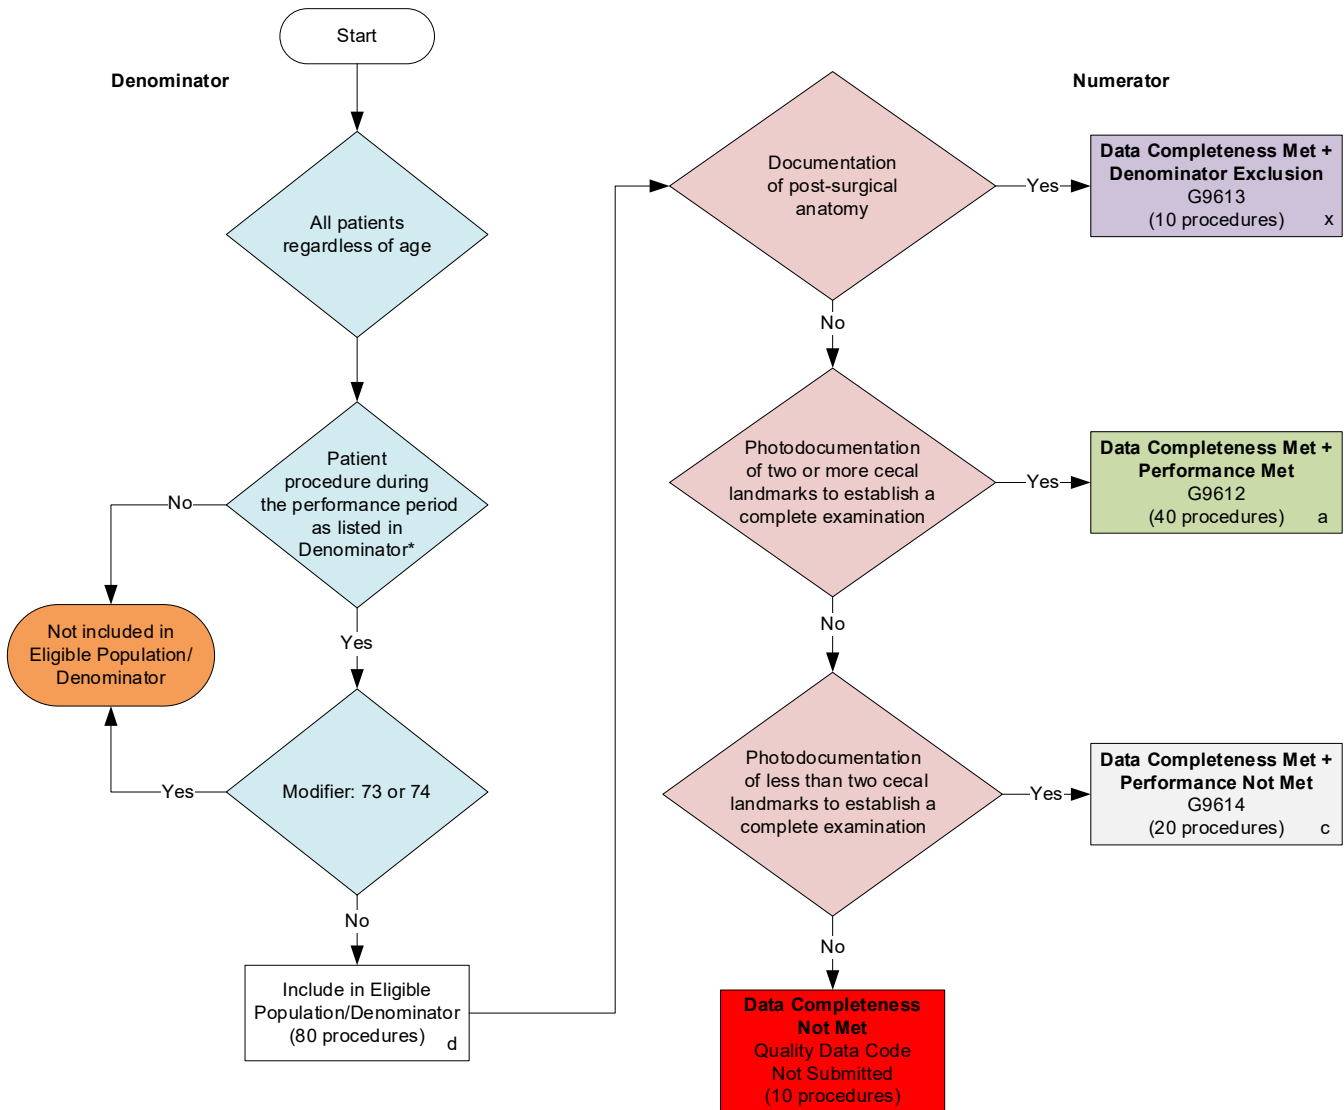 Start
Denominator
All patients
regardless of age
Patient
procedure during
the performance period
as listed in
Denominator*
No
Not included in
Eligible Population/
Denominator
Yes
Modifier: 73 or 74
Yes
No
Include in Eligible
Population/Denominator
(80 procedures)
d
Numerator
Documentation
of post-surgical
anatomy
Yes
Data Completeness Met +
Denominator Exclusion
G9613
(10 procedures)
x
No
Photodocumentation
of two or more cecal
landmarks to establish a
complete examination
Yes
Data Completeness Met +
Performance Met
G9612
(40 procedures)
a
No
Photodocumentation
of less than two cecal
landmarks to establish a
complete examination
Yes
Data Completeness Met +
Performance Not Met
G9614
(20 procedures)
c
No
Data Completeness
Not Met
Quality Data Code
Not Submitted
(10 procedures)